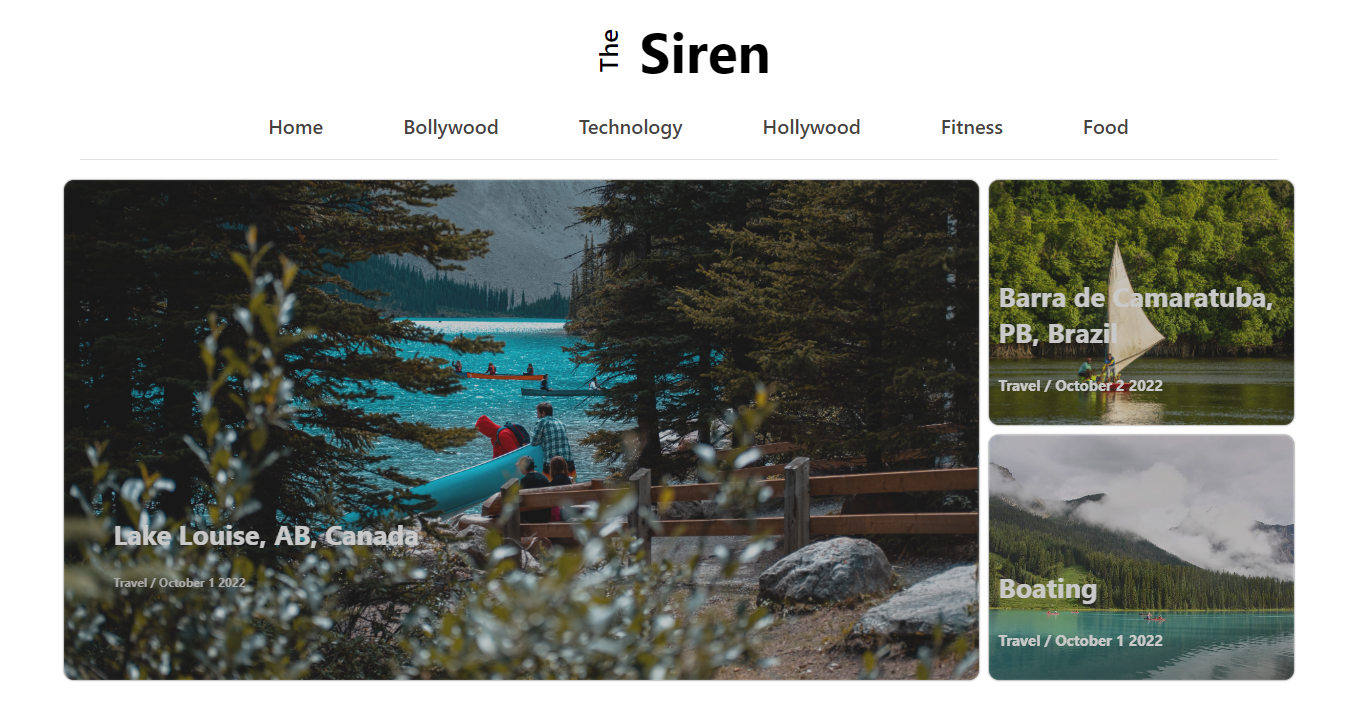 The Siren
Home Bollywood Technology Hollywood Fitness Food
Lake Louise, AB, Canada
Travel / October 1 2022
Barra de Camaratuba,
PB, Brazil
Travel / October 2 2022
Boating
Travel / October 1 2022